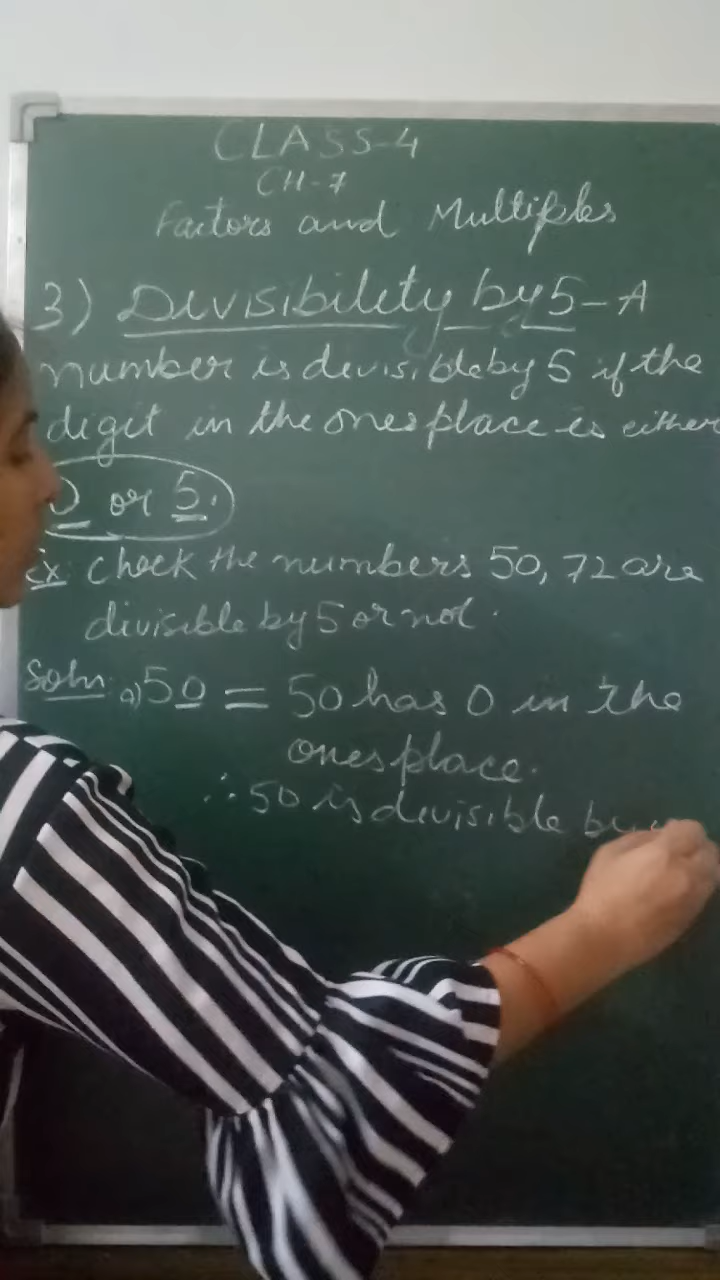 CLASS-4
CH-7
Factors and Multiples
3) Divisibility by 5 - A
number is divisible by 5 if the
digit in the ones place is either
0 or 5.
Ex: Check the numbers 50, 72 are
divisible by 5 or not.
Soln: a) 50 = 50 has 0 in the
ones place.
∴ 50 is divisible by